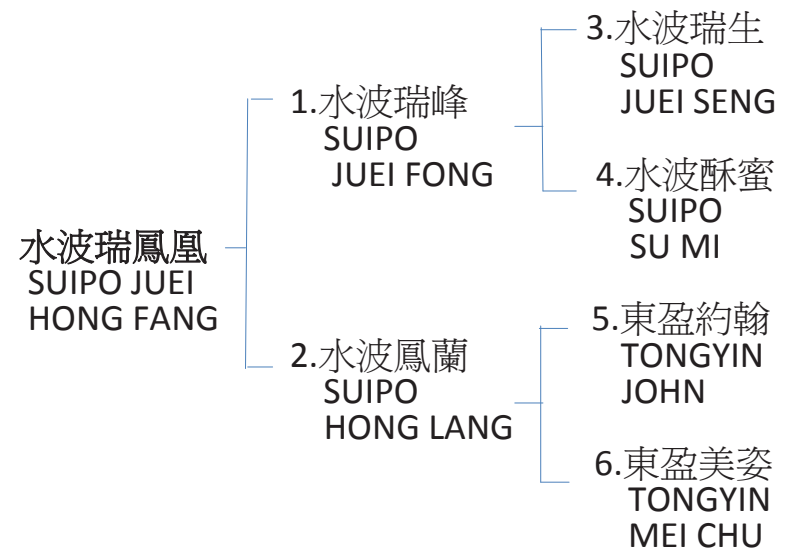 水波瑞鳳凰
SUIPO JUEI
HONG FANG
1.水波瑞峰
SUIPO
JUEI FONG
2.水波鳳蘭
SUIPO
HONG LANG
3.水波瑞生
SUIPO
JUEI SENG
4.水波酥蜜
SUIPO
SU MI
5.東盈約翰
TONGYIN
JOHN
6.東盈美姿
TONGYIN
MEI CHU